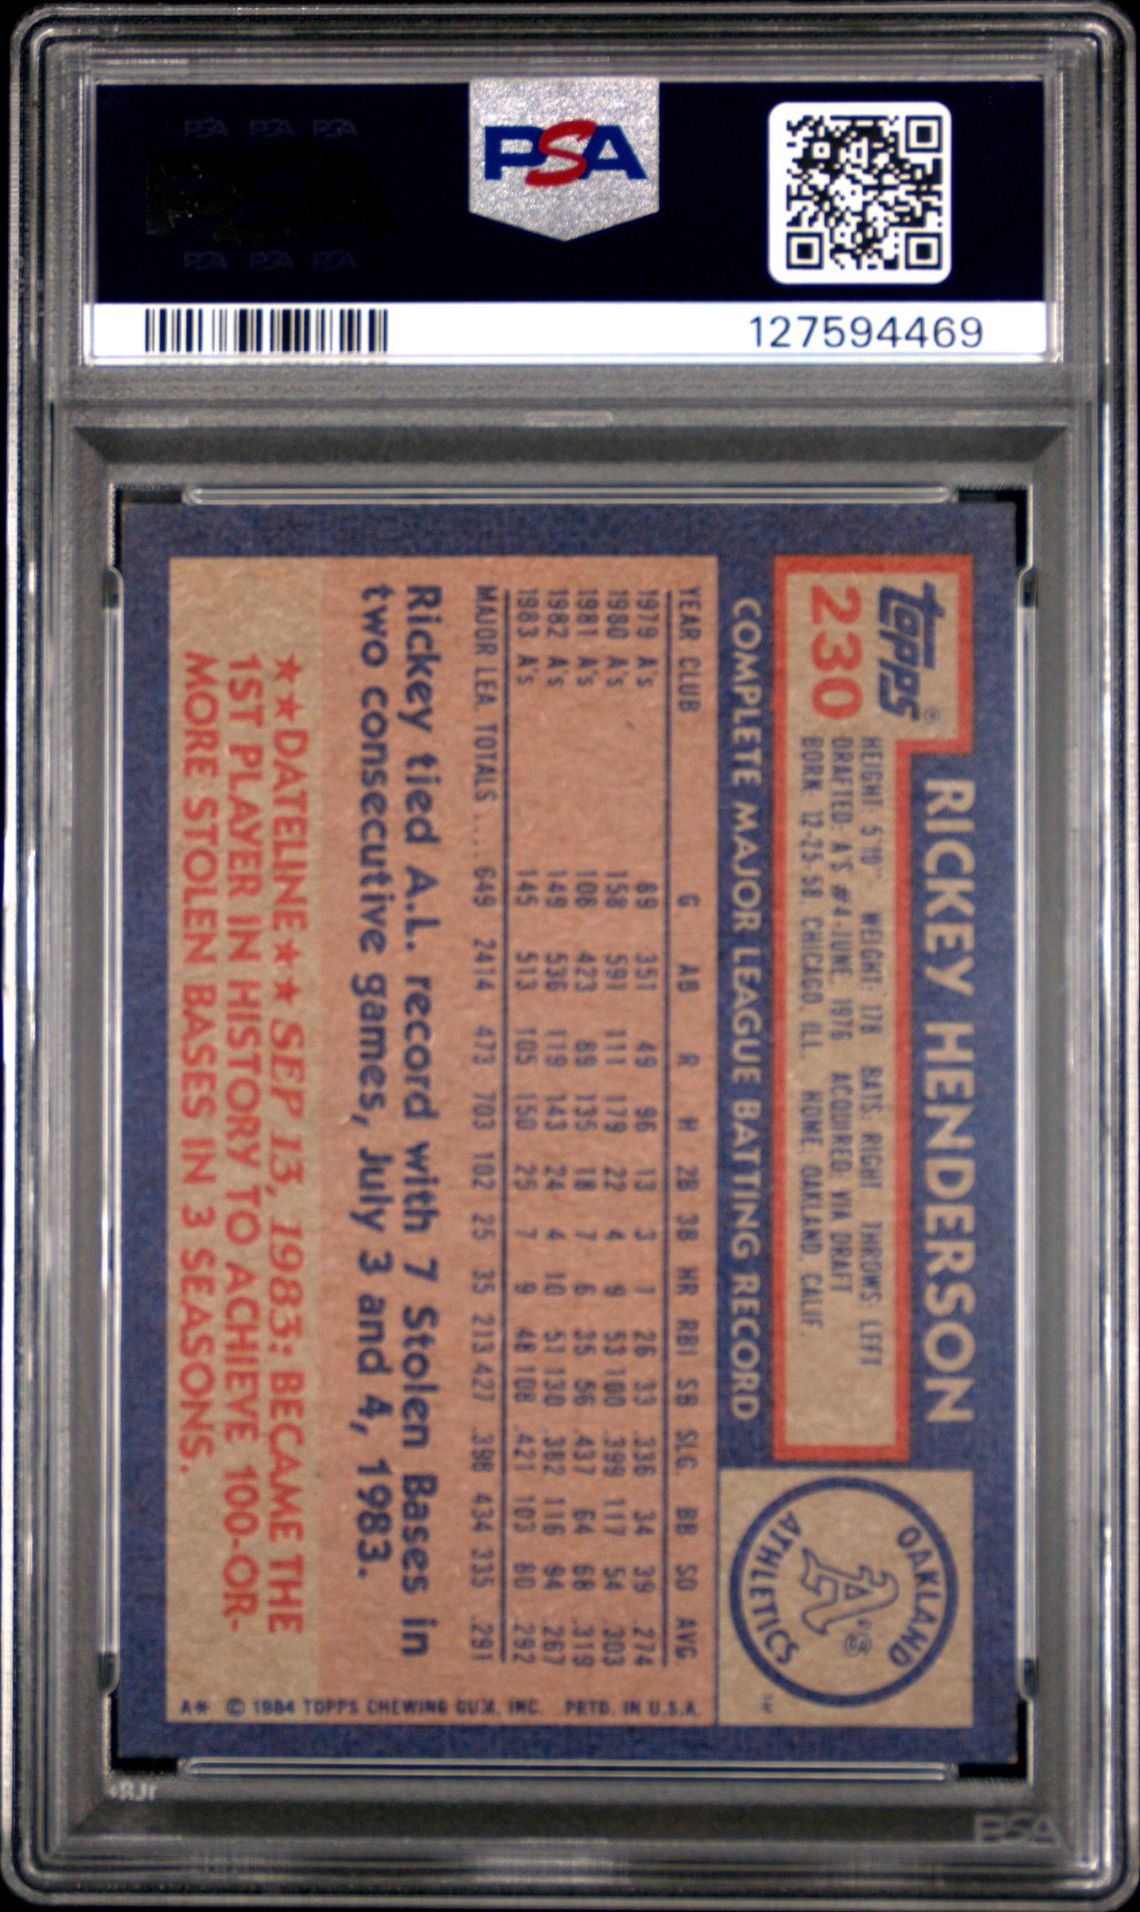 PSA PSA PSA
PSA
PSA PSA PSA
127594469
topps®
230
RICKEY HENDERSON
HEIGHT: 5'10" WEIGHT: 178 BATS: RIGHT THROWS: LEFT
DRAFTED: A'S #4-JUNE, 1976 ACQUIRED: VIA DRAFT
BORN: 12-25-58, CHICAGO, ILL. HOME: OAKLAND, CALIF.
OAKLAND
A's
ATHLETICS
TM
COMPLETE MAJOR LEAGUE BATTING RECORD
YEAR CLUB G AB R H 2B 3B HR RBI SB SLG. BB SO AVG.
1979 A's 89 351 49 96 13 3 1 26 33 .336 34 39 .274
1980 A's 158 591 111 179 22 4 9 53 100 .399 117 54 .303
1981 A's 108 423 89 135 18 7 6 35 56 .437 64 68 .319
1982 A's 149 536 119 143 24 4 10 51 130 .382 116 94 .267
1983 A's 145 513 105 150 25 7 9 48 108 .421 103 80 .292
MAJOR LEA. TOTALS .... 649 2414 473 703 102 25 35 213 427 .398 434 335 .291
Rickey tied A.L. record with 7 Stolen Bases in
two consecutive games, July 3 and 4, 1983.
★★DATELINE★★ SEP 13, 1983: BECAME THE
1ST PLAYER IN HISTORY TO ACHIEVE 100-OR-
MORE STOLEN BASES IN 3 SEASONS.
A* © 1984 TOPPS CHEWING GUM, INC. PRTD. IN U.S.A.
PSA